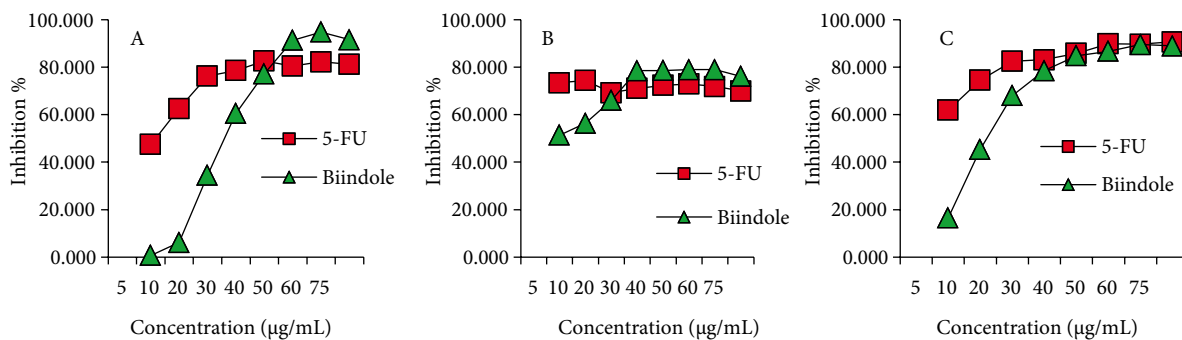 A
Inhibition %
100.000
80.000
60.000
40.000
20.000
0.000
5-FU
Biindole
5 10 20 30 40 50 60 75
Concentration (µg/mL)
B
Inhibition %
100.000
80.000
60.000
40.000
20.000
0.000
5-FU
Biindole
5 10 20 30 40 50 60 75
Concentration (µg/mL)
C
Inhibition %
100.000
80.000
60.000
40.000
20.000
0.000
5-FU
Biindole
5 10 20 30 40 50 60 75
Concentration (µg/mL)